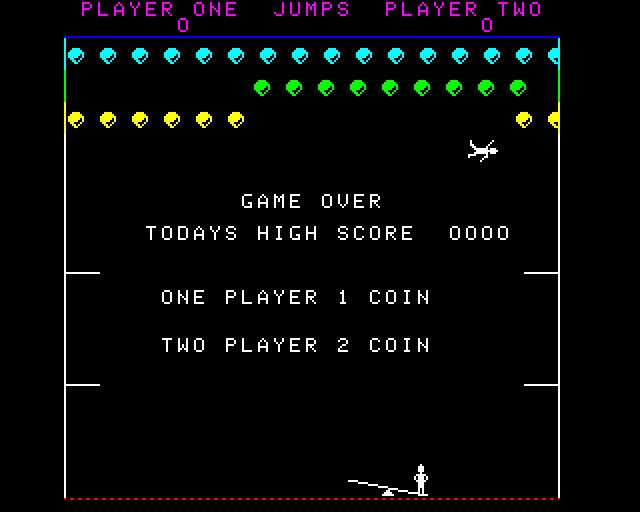 PLAYER ONE JUMPS PLAYER TWO
0 0
GAME OVER
TODAYS HIGH SCORE 0000
ONE PLAYER 1 COIN
TWO PLAYER 2 COIN